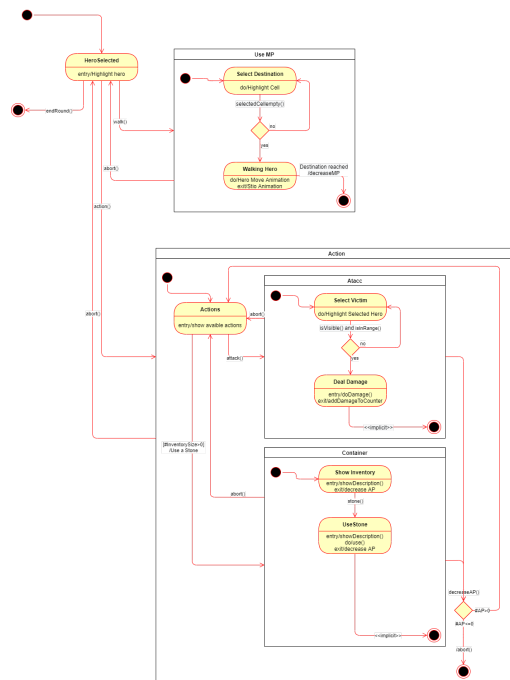 HeroSelected
entry/Highlight hero
endRound()
walk()
abort()
action()
abort()
Use MP
Select Destination
do/Highlight Cell
selectedCellempty()
no
yes
Walking Hero
do/Hero Move Animation
exit/Stip Animation
Destination reached
/decreaseMP
Action
Actions
entry/show avaible actions
abort()
attack()
Atacc
Select Victim
do/Highlight Selected Hero
isVisible() and isInRange()
no
yes
Deal Damage
entry/doDamage()
exit/addDamageToCounter
<<implicit>>
[#InventorySize>0]
/Use a Stone
abort()
Container
Show Inventory
entry/showDescription()
exit/decrease AP
stone()
UseStone
entry/showDescription()
do/use()
exit/decrease AP
<<implicit>>
decreaseAP()
#AP>0
#AP<=0
/abort()